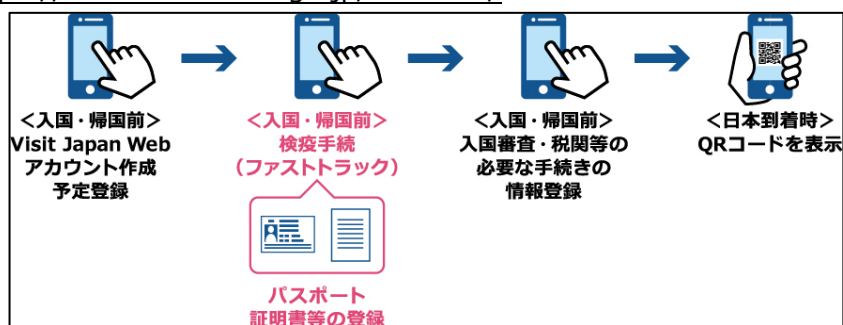 <入国・帰国前>
Visit Japan Web
アカウント作成
予定登録
<入国・帰国前>
検疫手続
(ファストトラック)
パスポート
証明書等の登録
<入国・帰国前>
入国審査・税関等の
必要な手続きの
情報登録
<日本到着時>
QRコードを表示